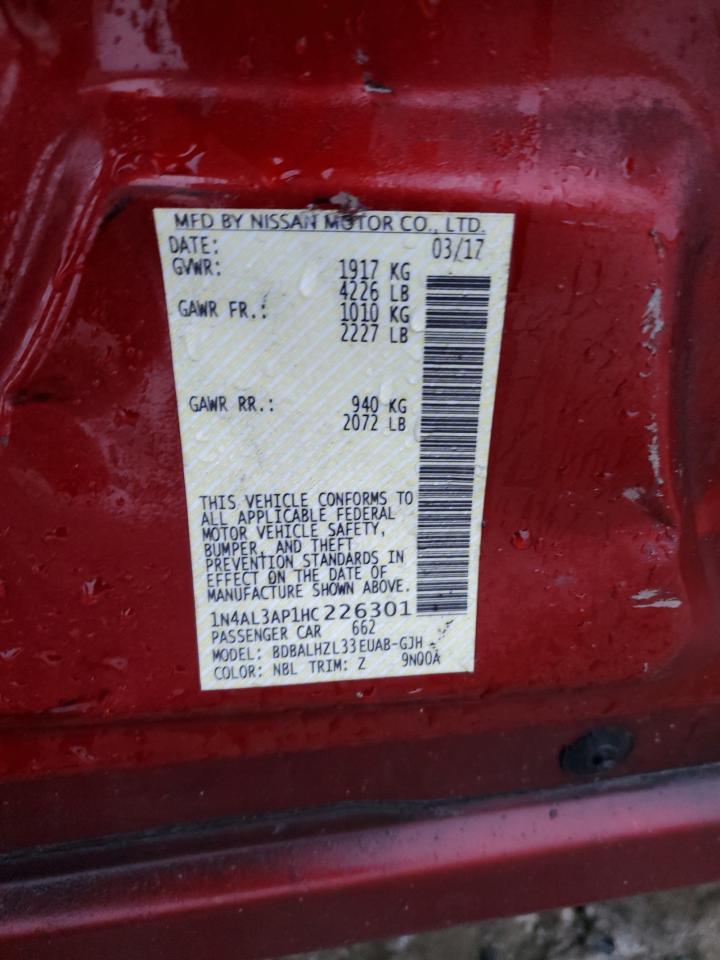 MFD BY NISSAN MOTOR CO., LTD.
DATE: 03/17
GVWR: 1917 KG
4226 LB
GAWR FR.: 1010 KG
2227 LB
GAWR RR.: 940 KG
2072 LB
THIS VEHICLE CONFORMS TO
ALL APPLICABLE FEDERAL
MOTOR VEHICLE SAFETY,
BUMPER, AND THEFT
PREVENTION STANDARDS IN
EFFECT ON THE DATE OF
MANUFACTURE SHOWN ABOVE.
1N4AL3AP1HC226301
PASSENGER CAR 662
MODEL: BDBALHZL33EUAB-GJH
COLOR: NBL TRIM: Z 9N00A